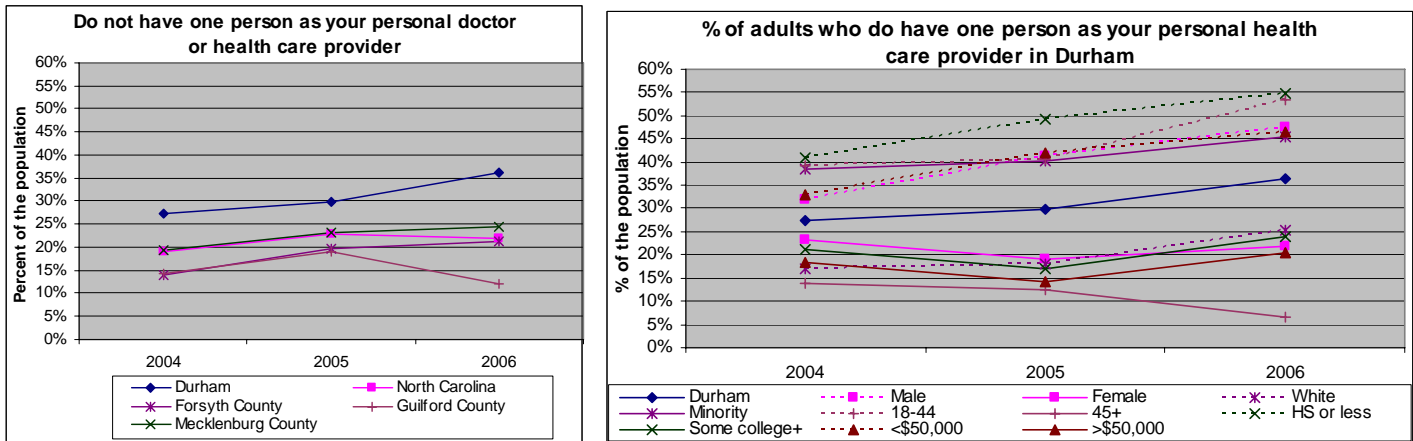 Do not have one person as your personal doctor
or health care provider
60%
55%
50%
45%
40%
35%
30%
25%
20%
15%
10%
5%
0%
Percent of the population
2004 2005 2006
Durham North Carolina
Forsyth County Guilford County
Mecklenburg County
% of adults who do have one person as your personal health
care provider in Durham
60%
55%
50%
45%
40%
35%
30%
25%
20%
15%
10%
5%
0%
% of the population
2004 2005 2006
Durham Male Female White
Minority 18-44 45+ HS or less
Some college+ <$50,000 >$50,000